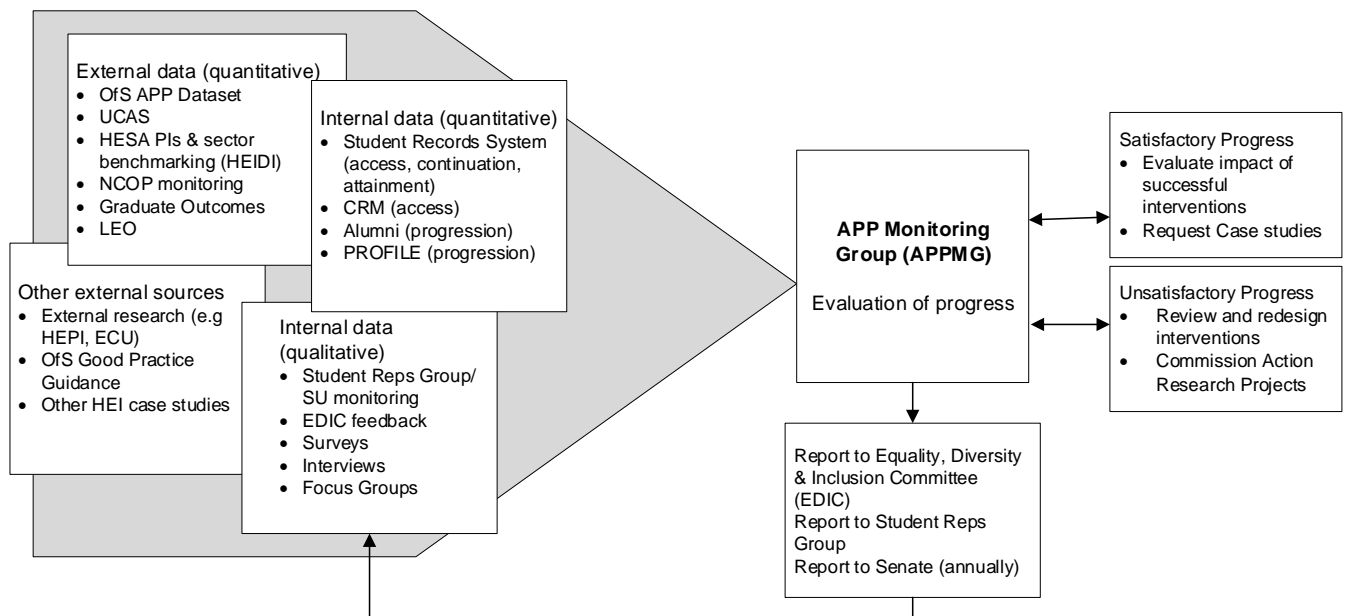 External data (quantitative)
• OfS APP Dataset
• UCAS
• HESA PIs & sector
benchmarking (HEIDI)
• NCOP monitoring
• Graduate Outcomes
• LEO
Internal data (quantitative)
• Student Records System
(access, continuation,
attainment)
• CRM (access)
• Alumni (progression)
• PROFILE (progression)
Other external sources
• External research (e.g
HEPI, ECU)
• OfS Good Practice
Guidance
• Other HEI case studies
Internal data
(qualitative)
• Student Reps Group/
SU monitoring
• EDIC feedback
• Surveys
• Interviews
• Focus Groups
APP Monitoring
Group (APPMG)
Evaluation of progress
Satisfactory Progress
• Evaluate impact of
successful
interventions
• Request Case studies
Unsatisfactory Progress
• Review and redesign
interventions
• Commission Action
Research Projects
Report to Equality, Diversity
& Inclusion Committee
(EDIC)
Report to Student Reps
Group
Report to Senate (annually)